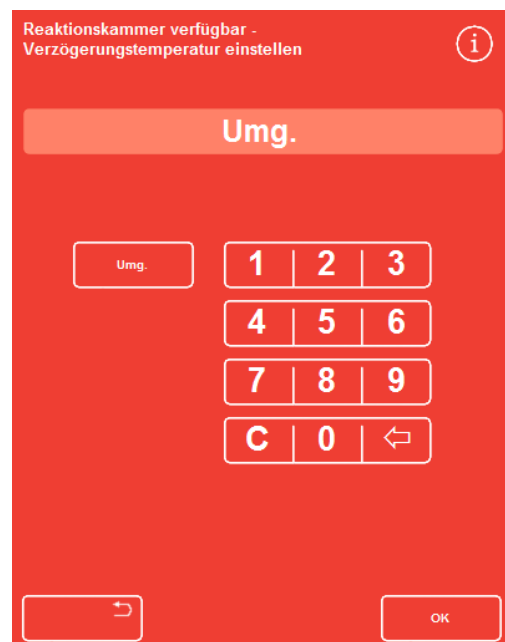 Reaktionskammer verfügbar -
Verzögerungstemperatur einstellen
i
Umg.
Umg.
1 | 2 | 3
4 | 5 | 6
7 | 8 | 9
C | 0 |
OK